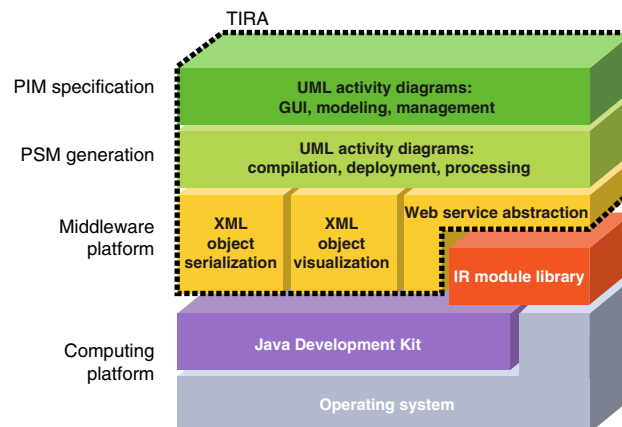 TIRA
PIM specification
UML activity diagrams:
GUI, modeling, management
PSM generation
UML activity diagrams:
compilation, deployment, processing
Middleware
platform
XML
object
serialization
XML
object
visualization
Web service abstraction
IR module library
Computing
platform
Java Development Kit
Operating system